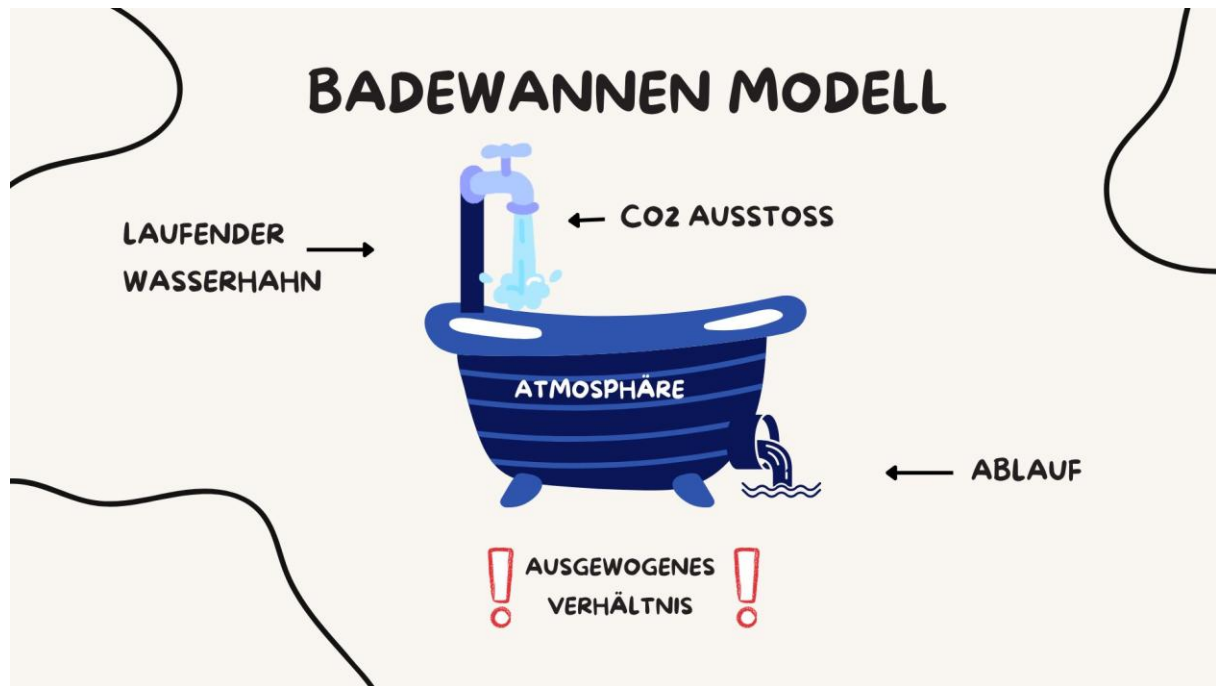 BADEWANNEN MODELL
LAUFENDER
WASSERHAHN
CO2 AUSSTOSS
ATMOSPHÄRE
ABLAUF
AUSGEWOGENES
VERHÄLTNIS